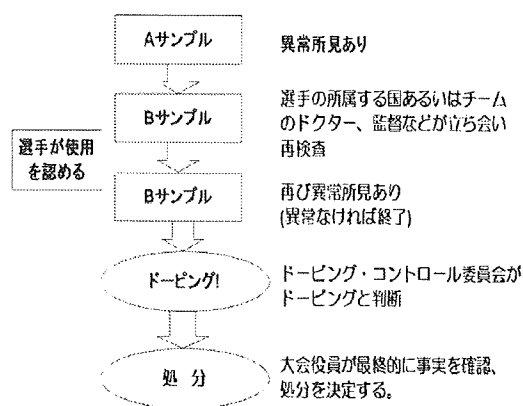 Aサンプル
異常所見あり
Bサンプル
選手の所属する国あるいはチーム
のドクター、監督などが立ち会い
再検査
選手が使用
を認める
Bサンプル
再び異常所見あり
(異常なければ終了)
ドーピング!
ドーピング・コントロール委員会が
ドーピングと判断
処 分
大会役員が最終的に事実を確認、
処分を決定する。